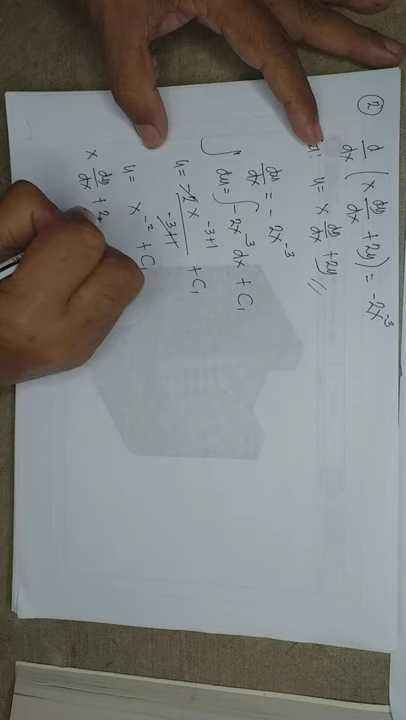 ② d/dx (x dy/dx + 2y) = -2x^-3
: u = x dy/dx + 2y //
du/dx = -2x^-3
∫ du = ∫ -2x^-3 dx + C₁
u = -2x^-3+1 / -3+1 + C₁
u = x^-2 + C₁
x dy/dx + 2